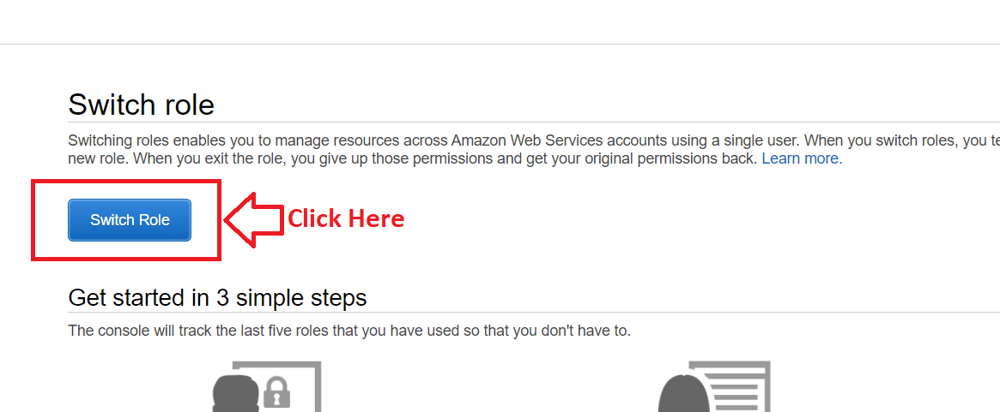 Switch role
Switching roles enables you to manage resources across Amazon Web Services accounts using a single user. When you switch roles, you te
new role. When you exit the role, you give up those permissions and get your original permissions back. Learn more.
Switch Role
Click Here
Get started in 3 simple steps
The console will track the last five roles that you have used so that you don't have to.